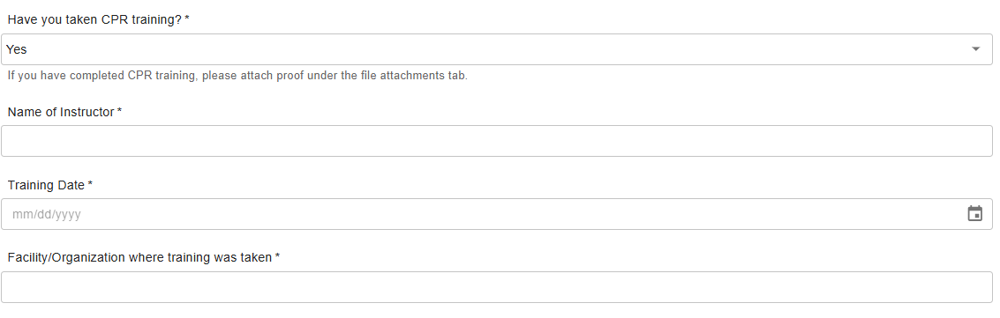 Have you taken CPR training? *
Yes
If you have completed CPR training, please attach proof under the file attachments tab.
Name of Instructor *
Training Date *
mm/dd/yyyy
Facility/Organization where training was taken *